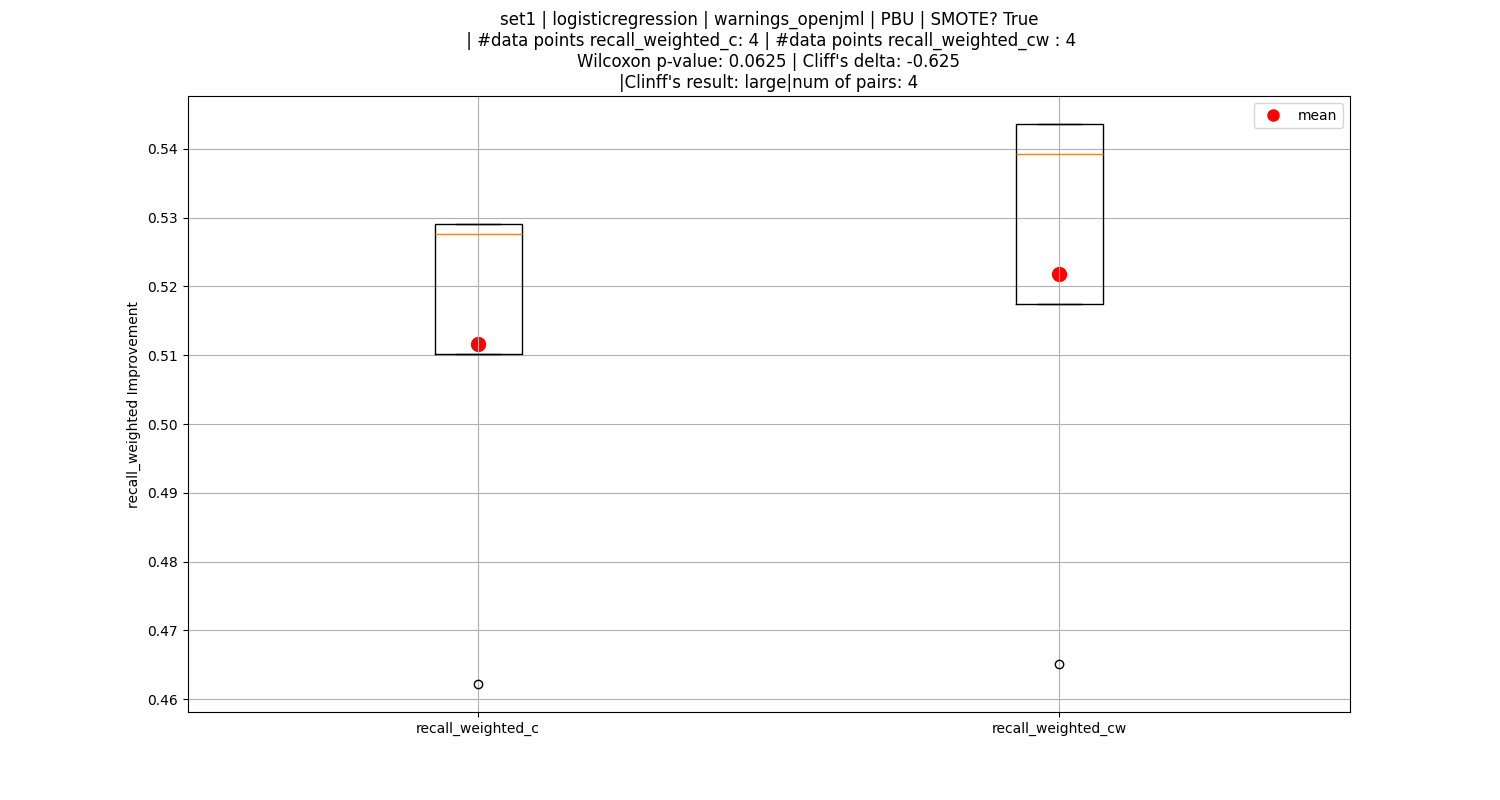 set1 | logisticregression | warnings_openjml | PBU | SMOTE? True
| #data points recall_weighted_c: 4 | #data points recall_weighted_cw : 4
Wilcoxon p-value: 0.0625 | Cliff's delta: -0.625
|Clinff's result: large|num of pairs: 4
mean
0.54
0.53
0.52
0.51
0.50
0.49
0.48
0.47
0.46
recall_weighted Improvement
recall_weighted_c
recall_weighted_cw